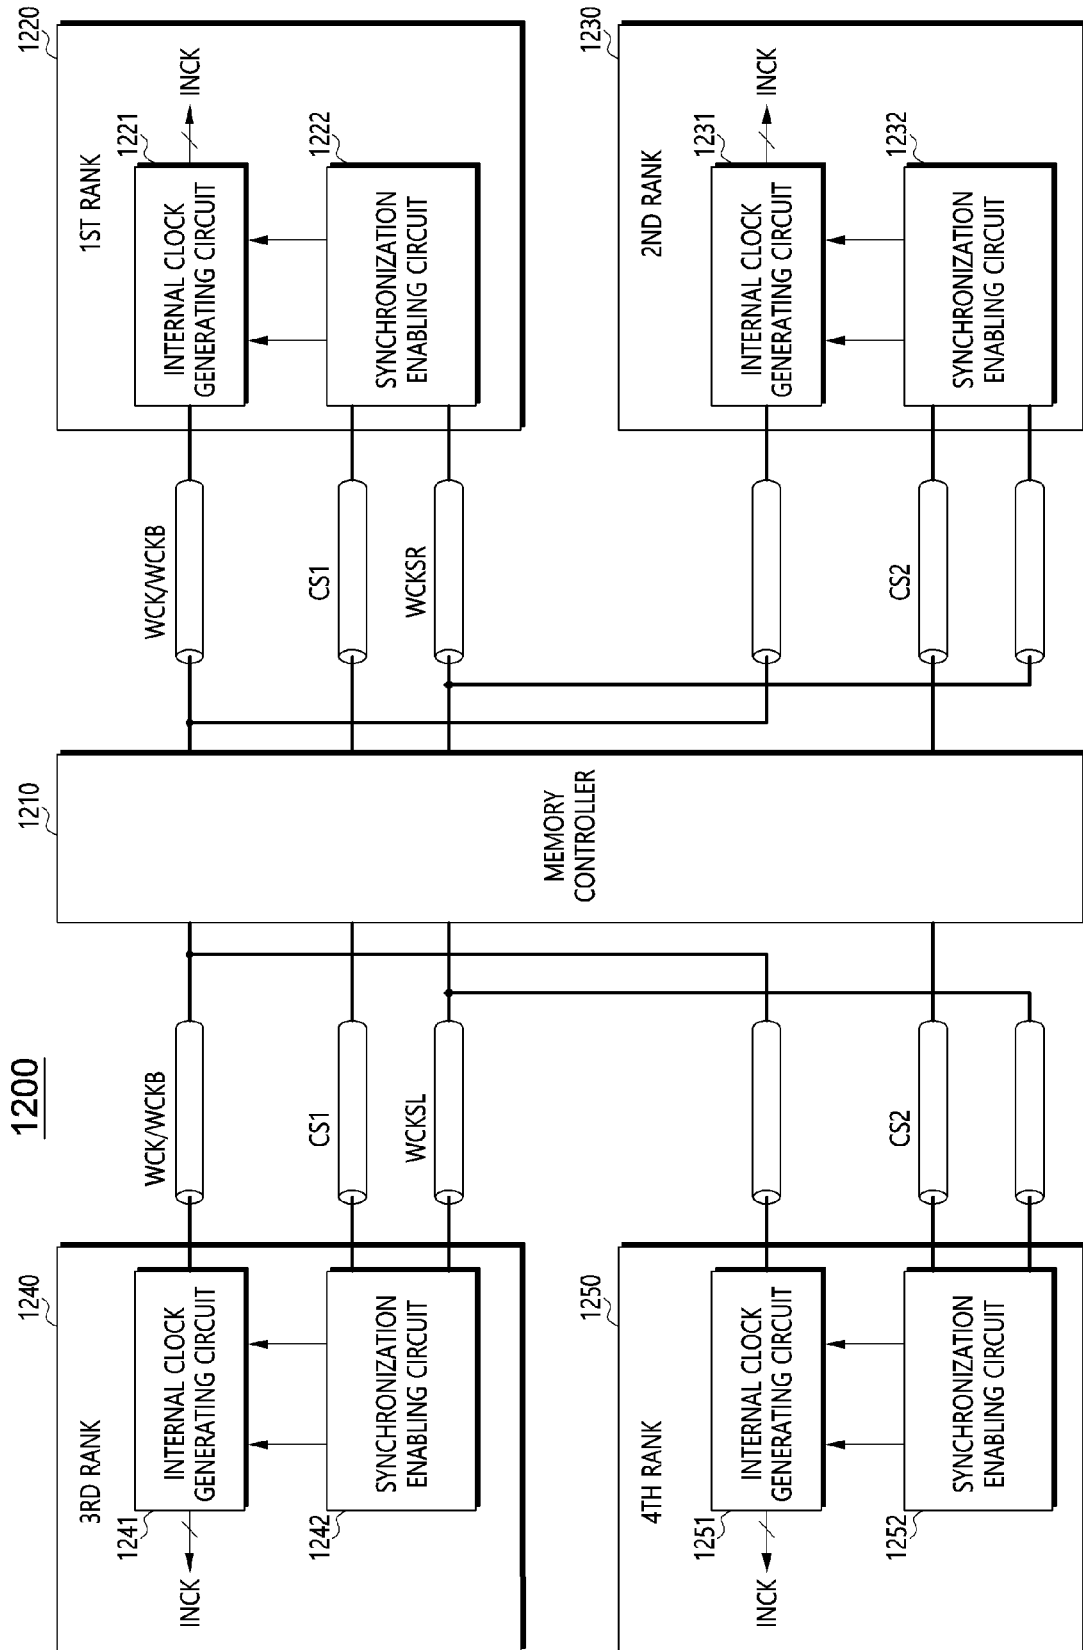 1200
1240
3RD RANK
1241
INCK
INTERNAL CLOCK
GENERATING CIRCUIT
1242
SYNCHRONIZATION
ENABLING CIRCUIT
WCK/WCKB
CS1
WCKSL
1210
MEMORY
CONTROLLER
WCK/WCKB
CS1
WCKSR
1220
1ST RANK
1221
INCK
INTERNAL CLOCK
GENERATING CIRCUIT
1222
SYNCHRONIZATION
ENABLING CIRCUIT
1250
4TH RANK
1251
INCK
INTERNAL CLOCK
GENERATING CIRCUIT
1252
SYNCHRONIZATION
ENABLING CIRCUIT
CS2
CS2
1230
2ND RANK
1231
INCK
INTERNAL CLOCK
GENERATING CIRCUIT
1232
SYNCHRONIZATION
ENABLING CIRCUIT